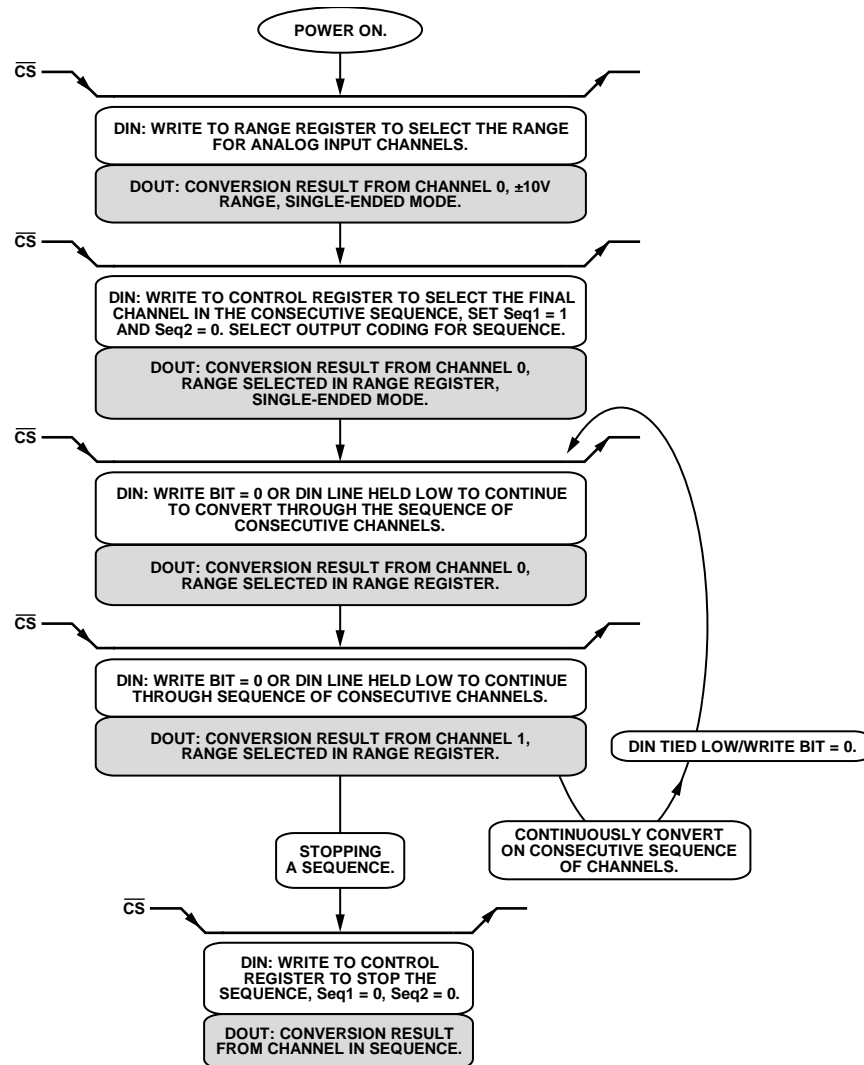 POWER ON.
CS
DIN: WRITE TO RANGE REGISTER TO SELECT THE RANGE
FOR ANALOG INPUT CHANNELS.
DOUT: CONVERSION RESULT FROM CHANNEL 0, ±10V
RANGE, SINGLE-ENDED MODE.
CS
DIN: WRITE TO CONTROL REGISTER TO SELECT THE FINAL
CHANNEL IN THE CONSECUTIVE SEQUENCE, SET Seq1 = 1
AND Seq2 = 0. SELECT OUTPUT CODING FOR SEQUENCE.
DOUT: CONVERSION RESULT FROM CHANNEL 0,
RANGE SELECTED IN RANGE REGISTER,
SINGLE-ENDED MODE.
CS
DIN: WRITE BIT = 0 OR DIN LINE HELD LOW TO CONTINUE
TO CONVERT THROUGH THE SEQUENCE OF
CONSECUTIVE CHANNELS.
DOUT: CONVERSION RESULT FROM CHANNEL 0,
RANGE SELECTED IN RANGE REGISTER.
CS
DIN: WRITE BIT = 0 OR DIN LINE HELD LOW TO CONTINUE
THROUGH SEQUENCE OF CONSECUTIVE CHANNELS.
DOUT: CONVERSION RESULT FROM CHANNEL 1,
RANGE SELECTED IN RANGE REGISTER.
DIN TIED LOW/WRITE BIT = 0.
CONTINUOUSLY CONVERT
ON CONSECUTIVE SEQUENCE
OF CHANNELS.
STOPPING
A SEQUENCE.
CS
DIN: WRITE TO CONTROL
REGISTER TO STOP THE
SEQUENCE, Seq1 = 0, Seq2 = 0.
DOUT: CONVERSION RESULT
FROM CHANNEL IN SEQUENCE.